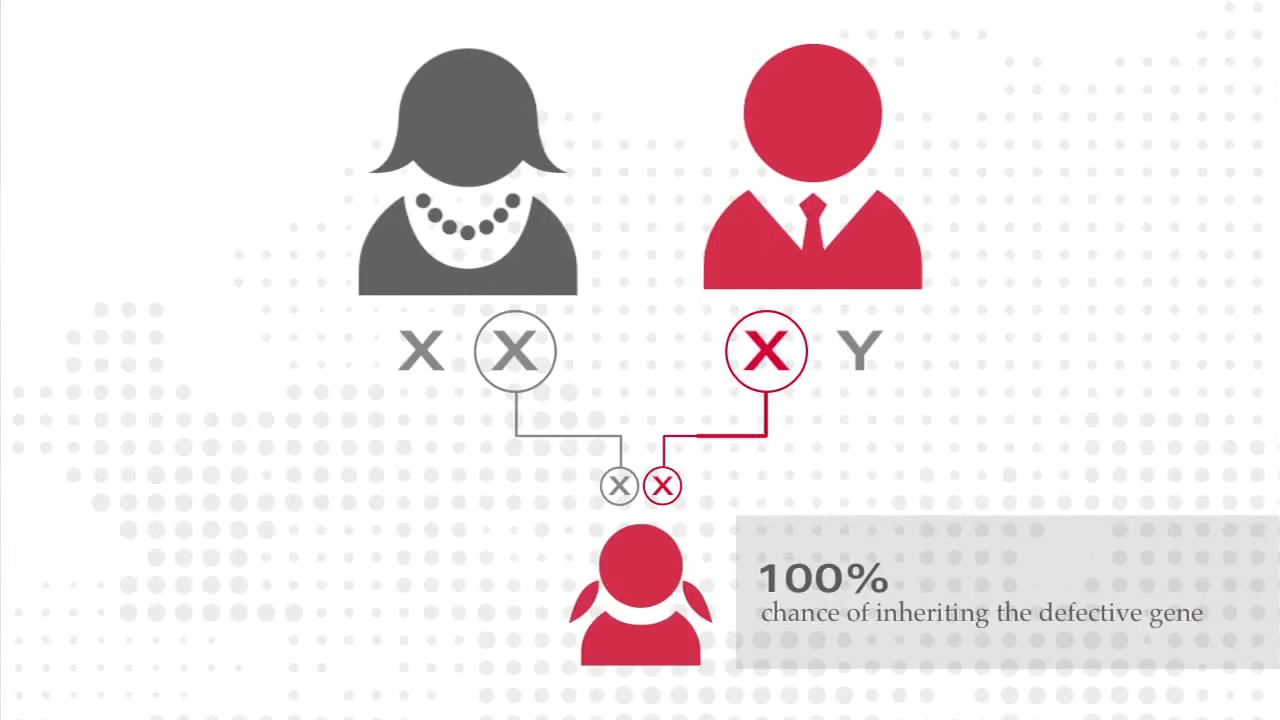 X X X Y
X X
100%
chance of inheriting the defective gene